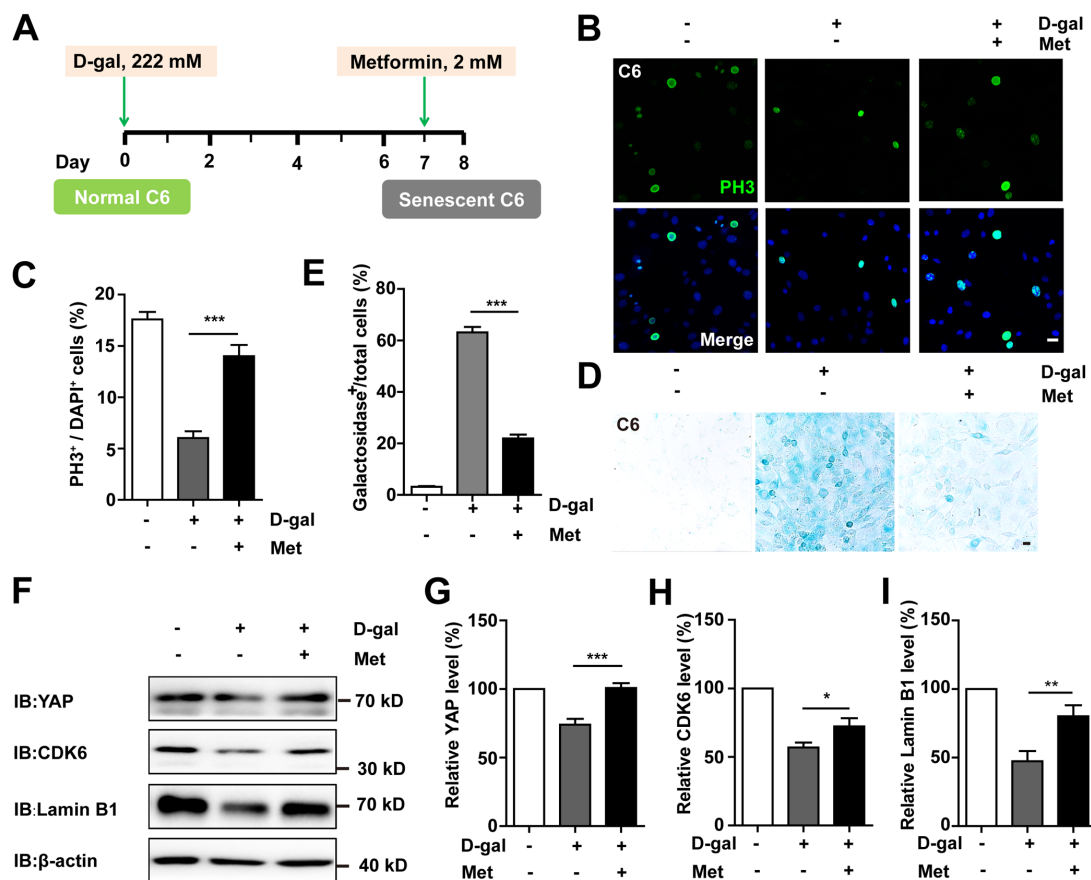 A
D-gal, 222 mM
Metformin, 2 mM
Day 0 2 4 6 7 8
Normal C6
Senescent C6
B
- + + D-gal
- - + Met
C6
PH3
Merge
C
PH3⁺ / DAPI⁺ cells (%)
18
15
10
5
0
***
- + + D-gal
- - + Met
E
Galactosidase⁺/total cells (%)
80
60
40
20
0
***
- + + D-gal
- - + Met
D
- + + D-gal
- - + Met
C6
F
- + + D-gal
- - + Met
IB:YAP
70 kD
IB:CDK6
30 kD
IB:Lamin B1
70 kD
IB:β-actin
40 kD
G
Relative YAP level (%)
150
100
50
0
***
D-gal - + +
Met - - +
H
Relative CDK6 level (%)
150
100
50
0
*
D-gal - + +
Met - - +
I
Relative Lamin B1 level (%)
150
100
50
0
**
D-gal - + +
Met - - +